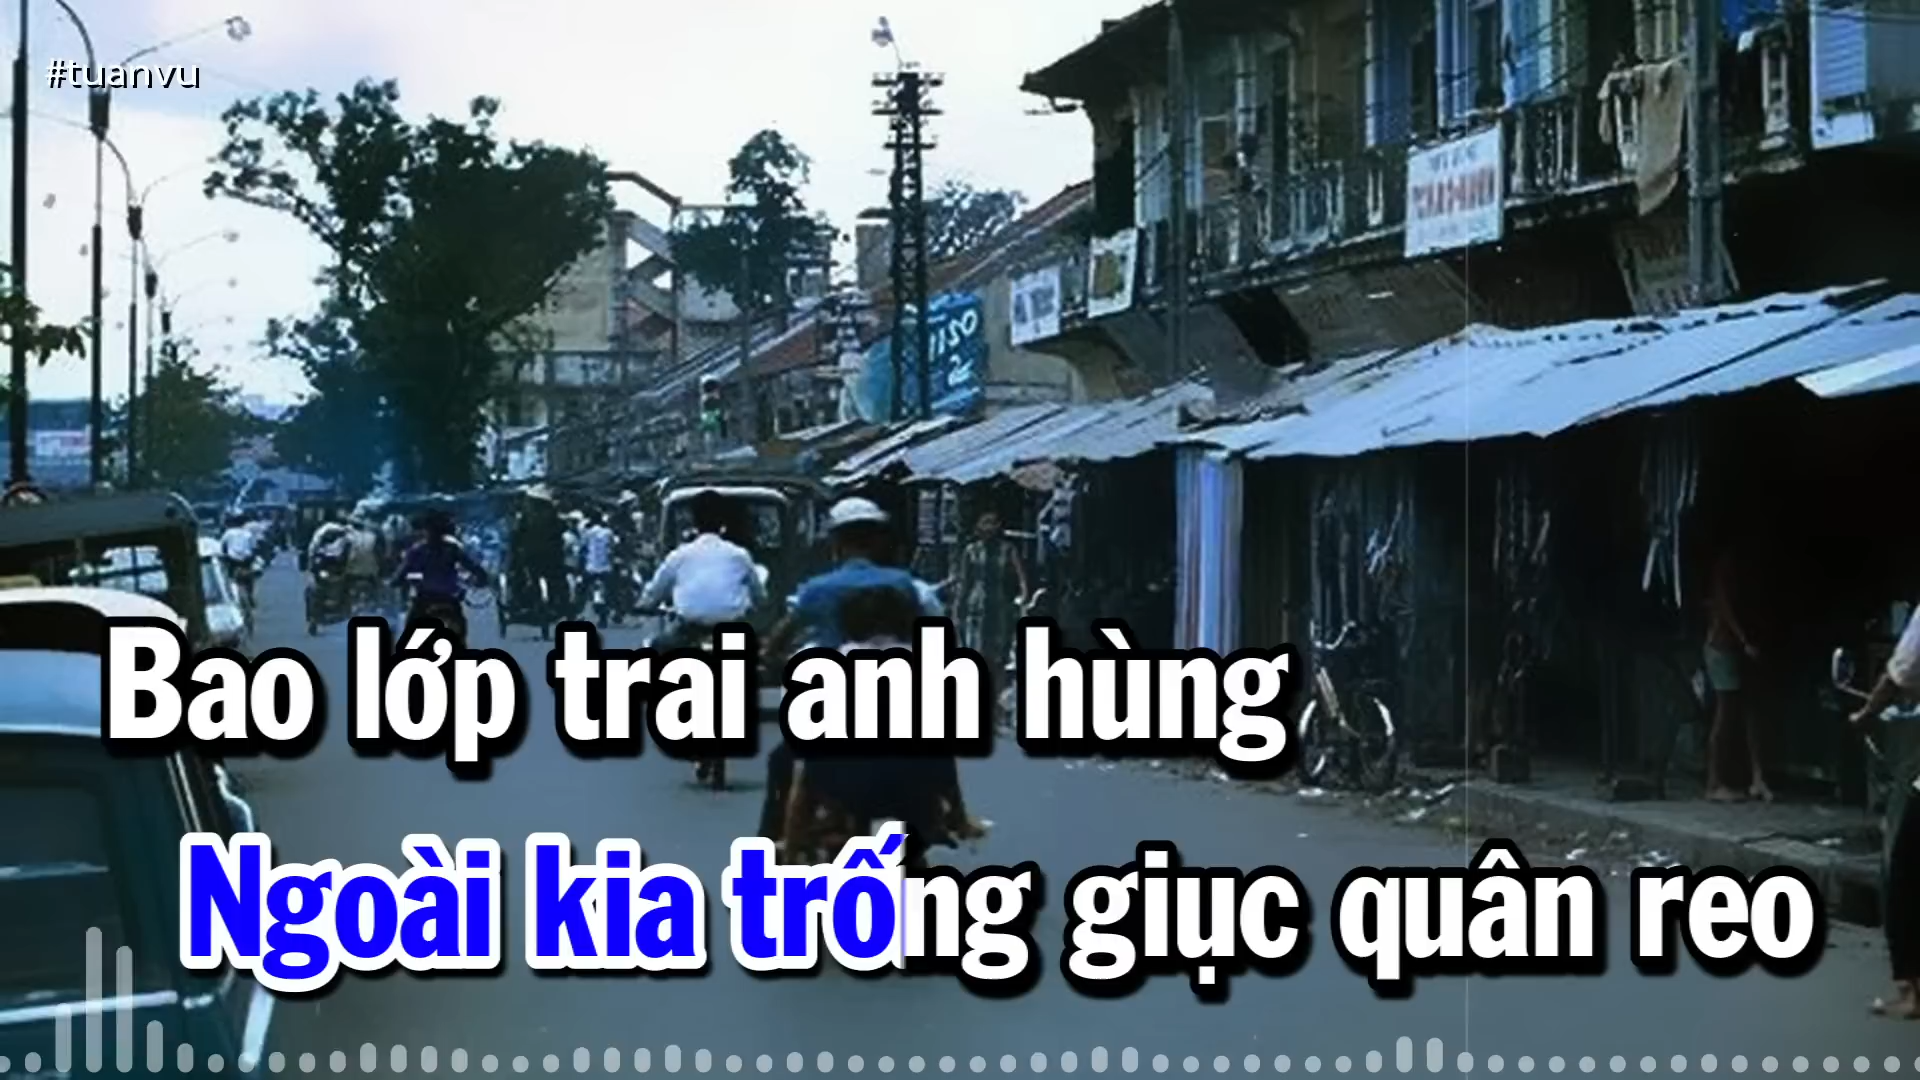 #tuanvu
Bao lớp trai anh hùng
Ngoài kia trống giục quân reo